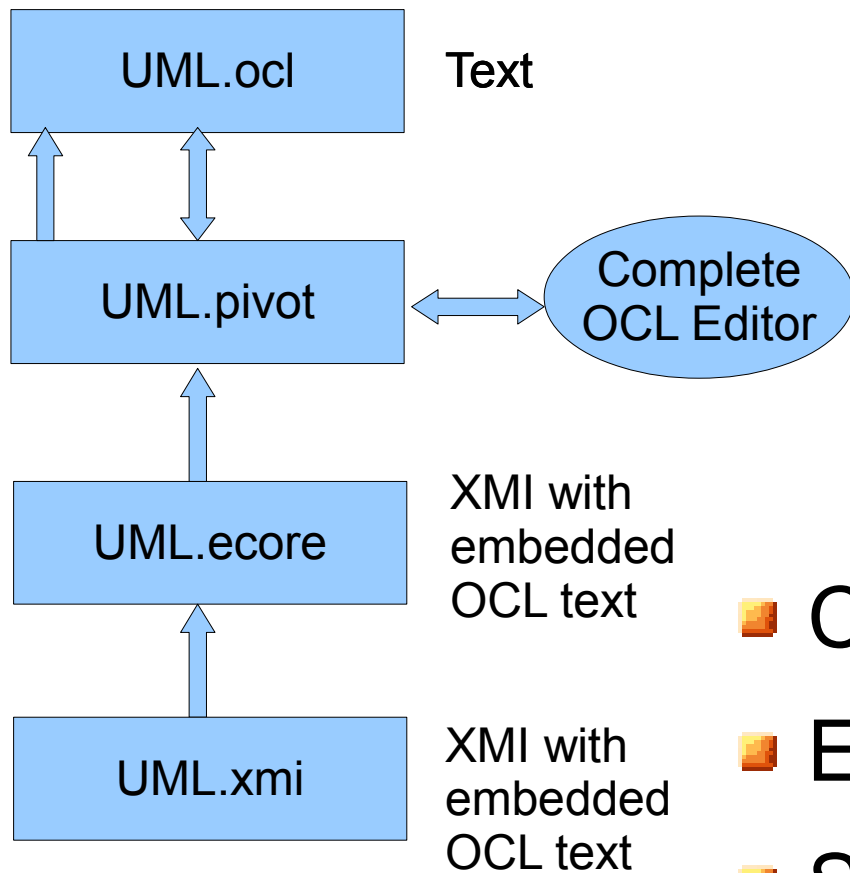 UML.ocl
Text
UML.pivot
Complete
OCL Editor
UML.ecore
XMI with
embedded
OCL text
UML.xmi
XMI with
embedded
OCL text
E